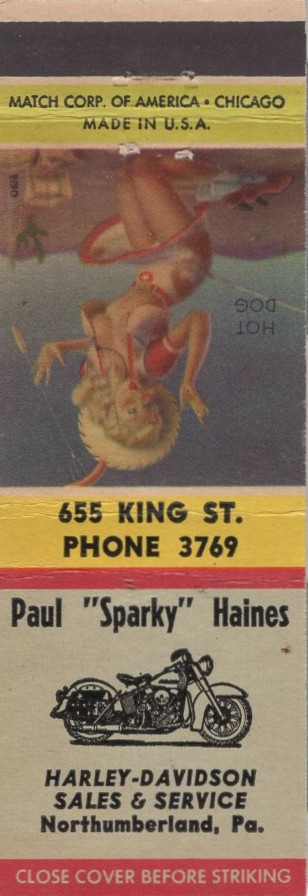 MATCH CORP. OF AMERICA • CHICAGO
MADE IN U.S.A.
HOT
DOG
655 KING ST.
PHONE 3769
Paul "Sparky" Haines
HARLEY-DAVIDSON
SALES & SERVICE
Northumberland, Pa.
CLOSE COVER BEFORE STRIKING